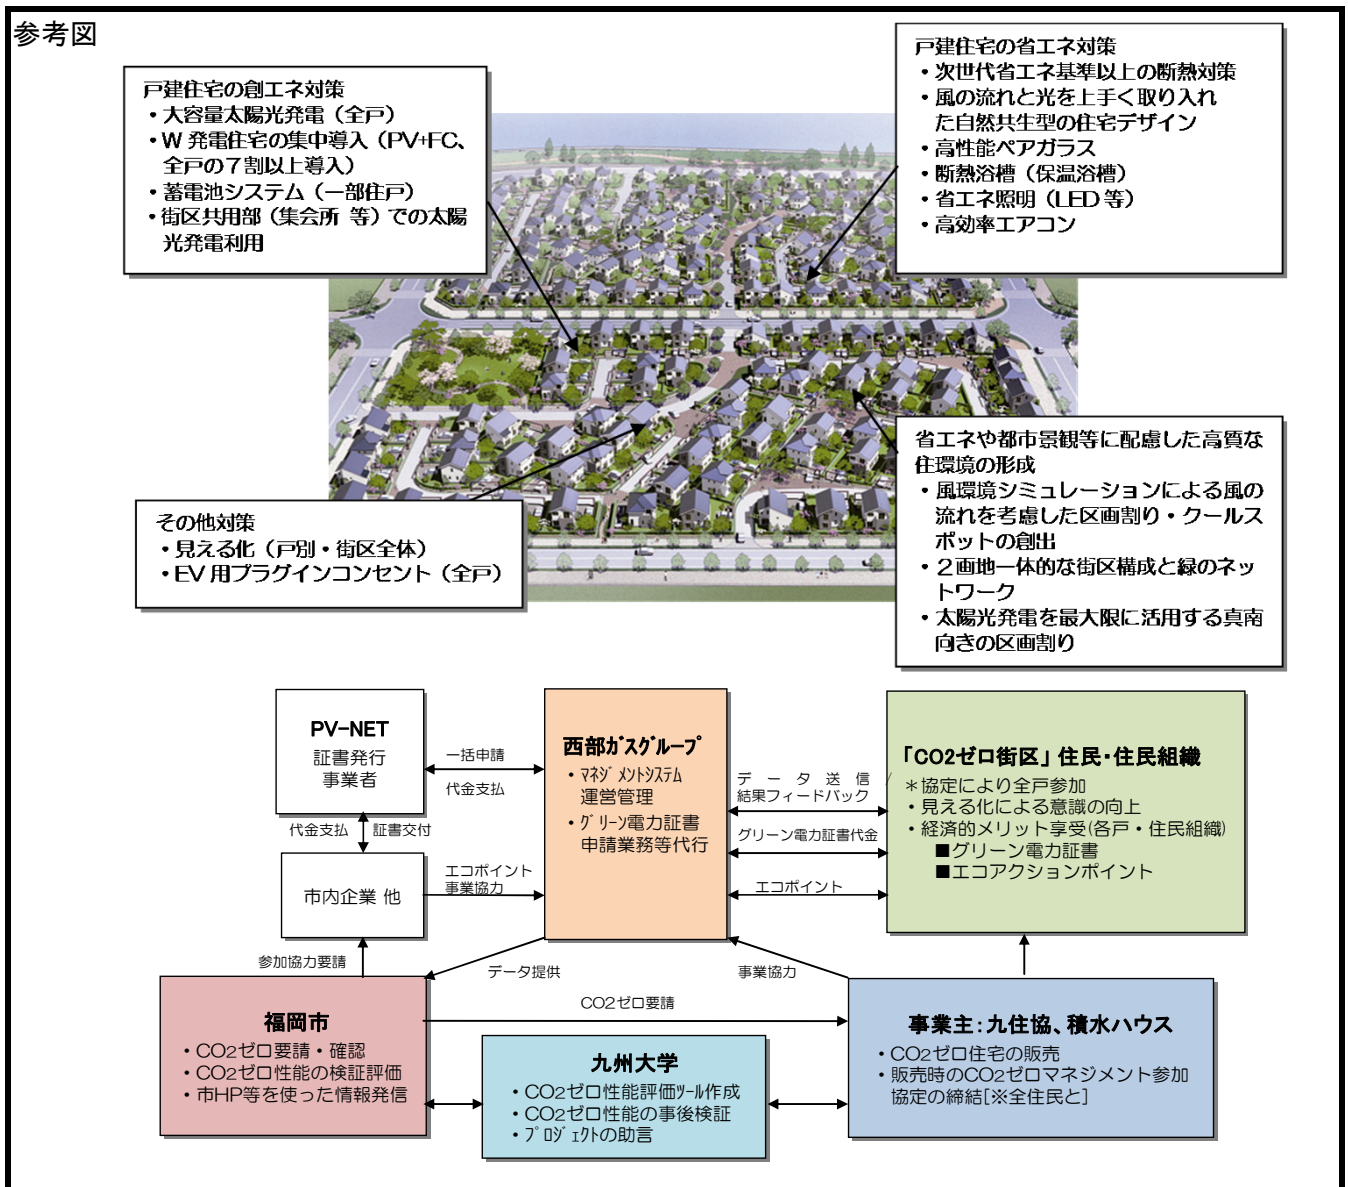 参考図
戸建住宅の創エネ対策
・大容量太陽光発電（全戸）
・W 発電住宅の集中導入（PV+FC、
全戸の７割以上導入）
・蓄電池システム（一部住戸）
・街区共用部（集会所 等）での太陽
光発電利用
戸建住宅の省エネ対策
・次世代省エネ基準以上の断熱対策
・風の流れと光を上手く取り入れ
た自然共生型の住宅デザイン
・高性能ペアガラス
・断熱浴槽（保温浴槽）
・省エネ照明（LED 等）
・高効率エアコン
省エネや都市景観等に配慮した高質な
住環境の形成
・風環境シミュレーションによる風の
流れを考慮した区画割り・クールス
ポットの創出
・２画地一体的な街区構成と緑のネッ
トワーク
・太陽光発電を最大限に活用する真南
向きの区画割り
その他対策
・見える化（戸別・街区全体）
・EV 用プラグインコンセント（全戸）
PV-NET
証書発行
事業者
一括申請
代金支払
代金支払
証書交付
市内企業 他
エコポイント
事業協力
西部ｶﾞｽｸﾞﾙｰﾌﾟ
・ﾏﾈｼﾞﾒﾝﾄｼｽﾃﾑ
運営管理
・ｸﾞﾘｰﾝ電力証書
申請業務等代行
データ送信/
結果フィードバック
グリーン電力証書代金
エコポイント
「CO2ゼロ街区」住民・住民組織
＊協定により全戸参加
・見える化による意識の向上
・経済的メリット享受(各戸・住民組織)
■グリーン電力証書
■エコアクションポイント
参加協力要請
データ提供
事業協力
CO2ゼロ要請
福岡市
・CO2ゼロ要請・確認
・CO2ゼロ性能の検証評価
・市HP等を使った情報発信
九州大学
・CO2ゼロ性能評価ﾂｰﾙ作成
・CO2ゼロ性能の事後検証
・ﾌﾟﾛｼﾞｪｸﾄの助言
事業主：九住協、積水ハウス
・CO2ゼロ住宅の販売
・販売時のCO2ゼロマネジメント参加
協定の締結[※全住民と]